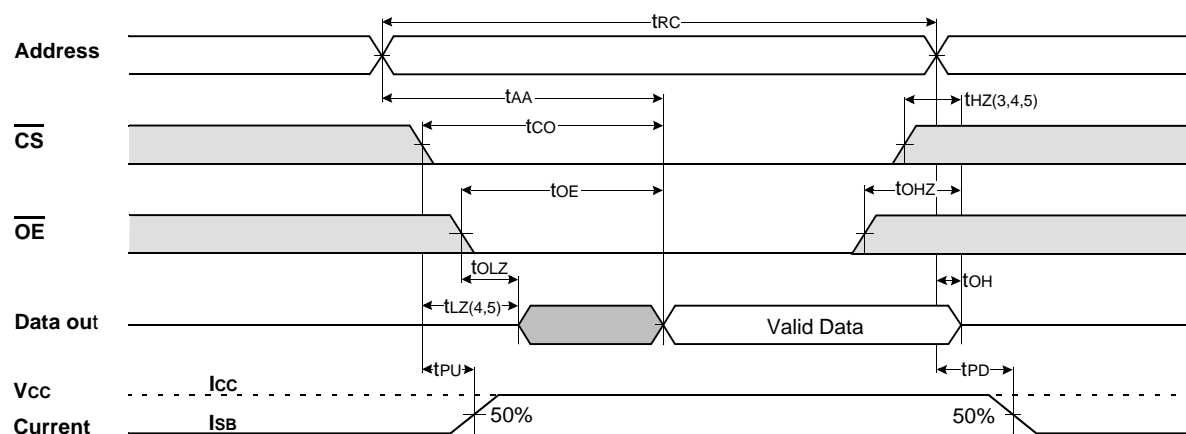 tRC
Address
tAA
tHZ(3,4,5)
tCO
CS
tOHZ
tOE
OE
tOLZ
tOH
tLZ(4,5)
Data out
Valid Data
tPU
tPD
VCC
ICC
50%
50%
Current
ISB